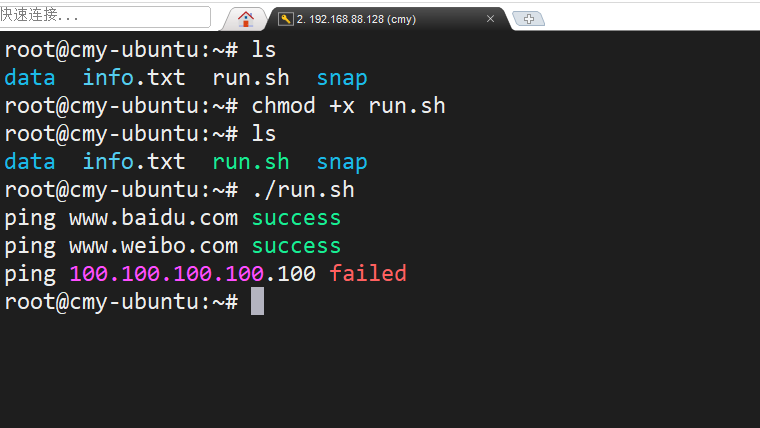 快速连接...
2. 192.168.88.128 (cmy)
root@cmy-ubuntu:~# ls
data  info.txt  run.sh  snap
root@cmy-ubuntu:~# chmod +x run.sh
root@cmy-ubuntu:~# ls
data  info.txt  run.sh  snap
root@cmy-ubuntu:~# ./run.sh
ping www.baidu.com success
ping www.weibo.com success
ping 100.100.100.100.100 failed
root@cmy-ubuntu:~#